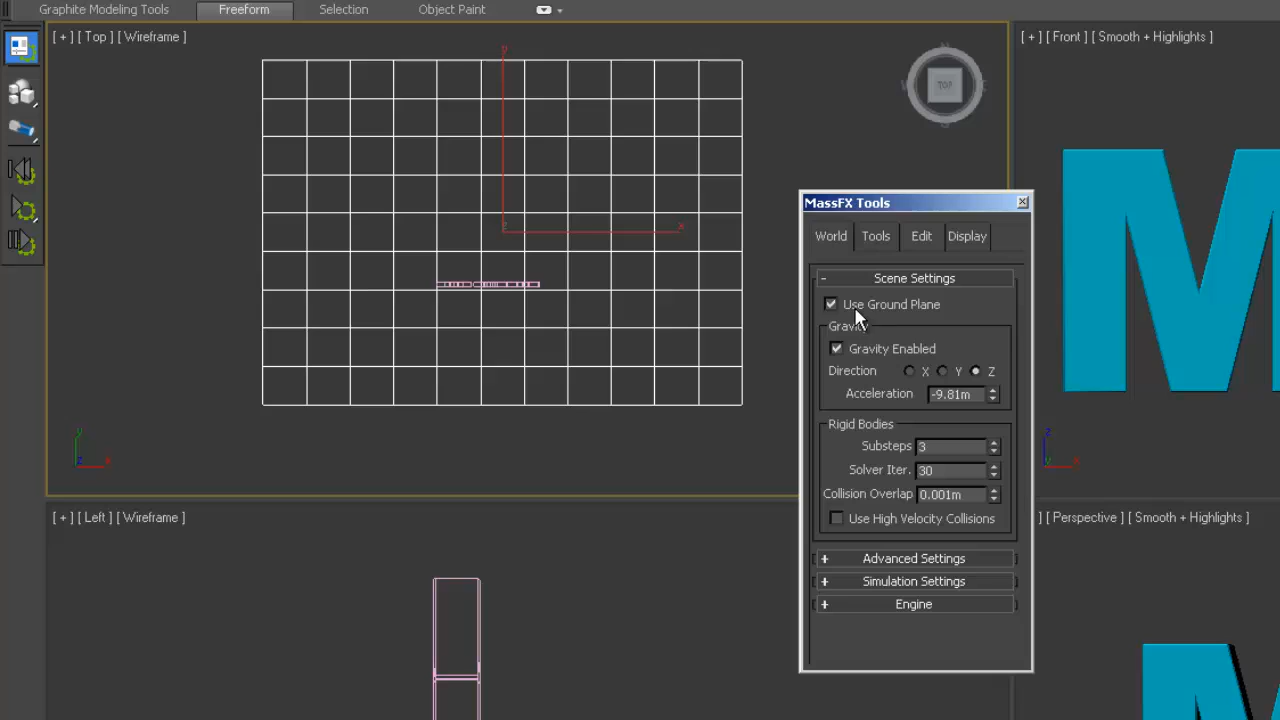 Graphite Modeling Tools Freeform Selection Object Paint
[ + ] [ Top ] [ Wireframe ]
[ + ] [ Front ] [ Smooth + Highlights ]
y
TOP
x
z
MassFX Tools
World Tools Edit Display
- Scene Settings
Use Ground Plane
Gravity
Gravity Enabled
Direction X Y Z
Acceleration -9.81m
Rigid Bodies
Substeps 3
Solver Iter. 30
Collision Overlap 0.001m
Use High Velocity Collisions
+ Advanced Settings
+ Simulation Settings
+ Engine
M
y
z x
z
y x
[ + ] [ Left ] [ Wireframe ]
] [ Perspective ] [ Smooth + Highlights ]